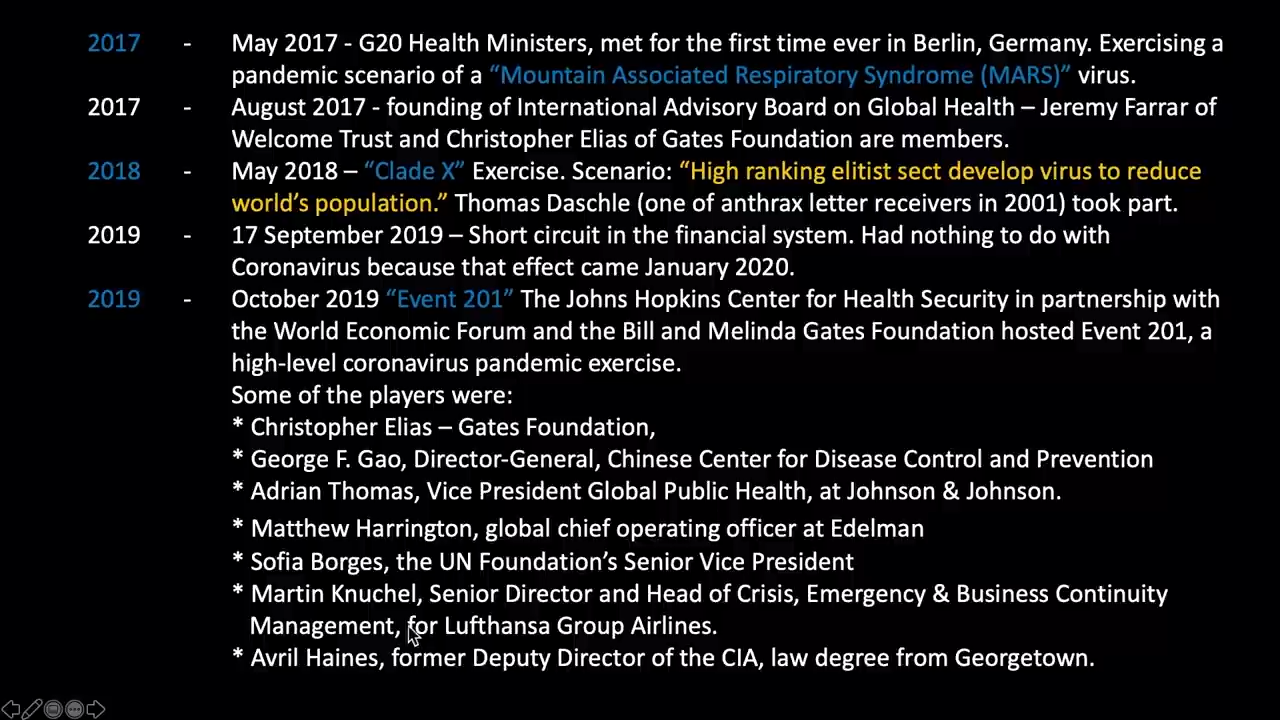 2017 - May 2017 - G20 Health Ministers, met for the first time ever in Berlin, Germany. Exercising a
pandemic scenario of a “Mountain Associated Respiratory Syndrome (MARS)” virus.
2017 - August 2017 - founding of International Advisory Board on Global Health – Jeremy Farrar of
Welcome Trust and Christopher Elias of Gates Foundation are members.
2018 - May 2018 – “Clade X” Exercise. Scenario: “High ranking elitist sect develop virus to reduce
world’s population.” Thomas Daschle (one of anthrax letter receivers in 2001) took part.
2019 - 17 September 2019 – Short circuit in the financial system. Had nothing to do with
Coronavirus because that effect came January 2020.
2019 - October 2019 “Event 201” The Johns Hopkins Center for Health Security in partnership with
the World Economic Forum and the Bill and Melinda Gates Foundation hosted Event 201, a
high-level coronavirus pandemic exercise.
Some of the players were:
* Christopher Elias – Gates Foundation,
* George F. Gao, Director-General, Chinese Center for Disease Control and Prevention
* Adrian Thomas, Vice President Global Public Health, at Johnson & Johnson.
* Matthew Harrington, global chief operating officer at Edelman
* Sofia Borges, the UN Foundation’s Senior Vice President
* Martin Knuchel, Senior Director and Head of Crisis, Emergency & Business Continuity
Management, for Lufthansa Group Airlines.
* Avril Haines, former Deputy Director of the CIA, law degree from Georgetown.